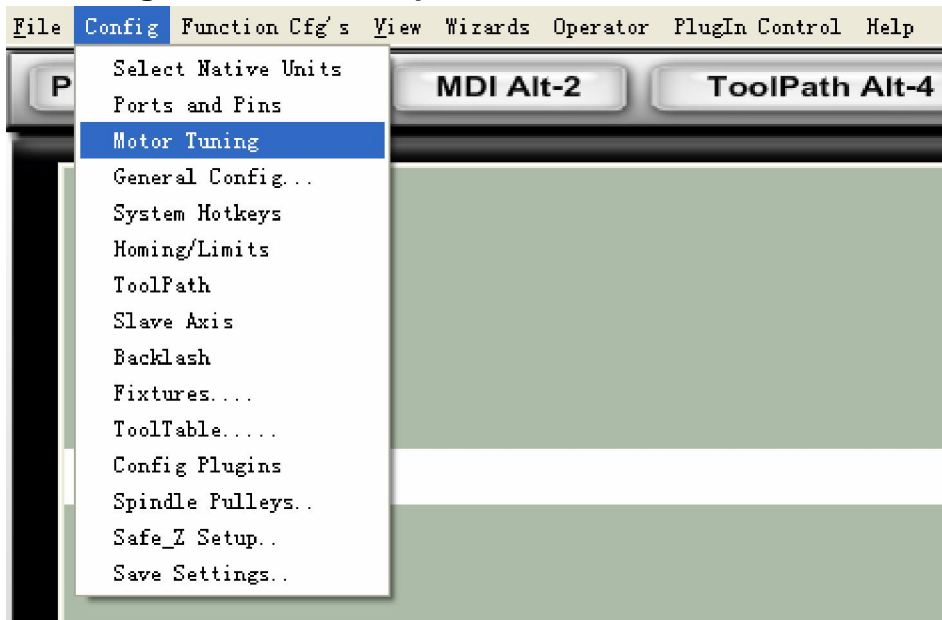 File Config Function Cfg's View Wizards Operator PlugIn Control Help
P MDI Alt-2 ToolPath Alt-4
Select Native Units
Ports and Pins
Motor Tuning
General Config...
System Hotkeys
Homing/Limits
ToolPath
Slave Axis
Backlash
Fixtures....
ToolTable.....
Config Plugins
Spindle Pulleys..
Safe_Z Setup..
Save Settings..